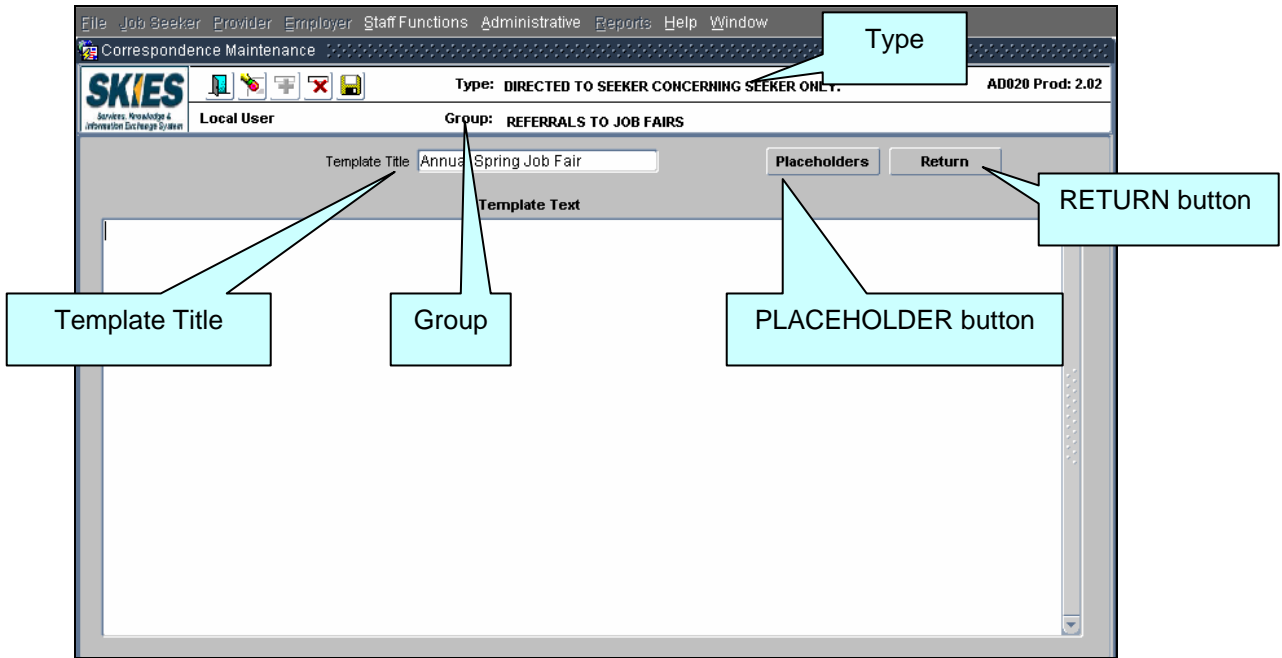 File Job Seeker Provider Employer Staff Functions Administrative Reports Help Window
Correspondence Maintenance
Type
SKIES
Services, Knowledge &
Information Exchange System
Type: DIRECTED TO SEEKER CONCERNING SEEKER ONLY.
AD020 Prod: 2.02
Local User
Group: REFERRALS TO JOB FAIRS
Template Title Annual Spring Job Fair
Placeholders
Return
RETURN button
Template Text
Template Title
Group
PLACEHOLDER button